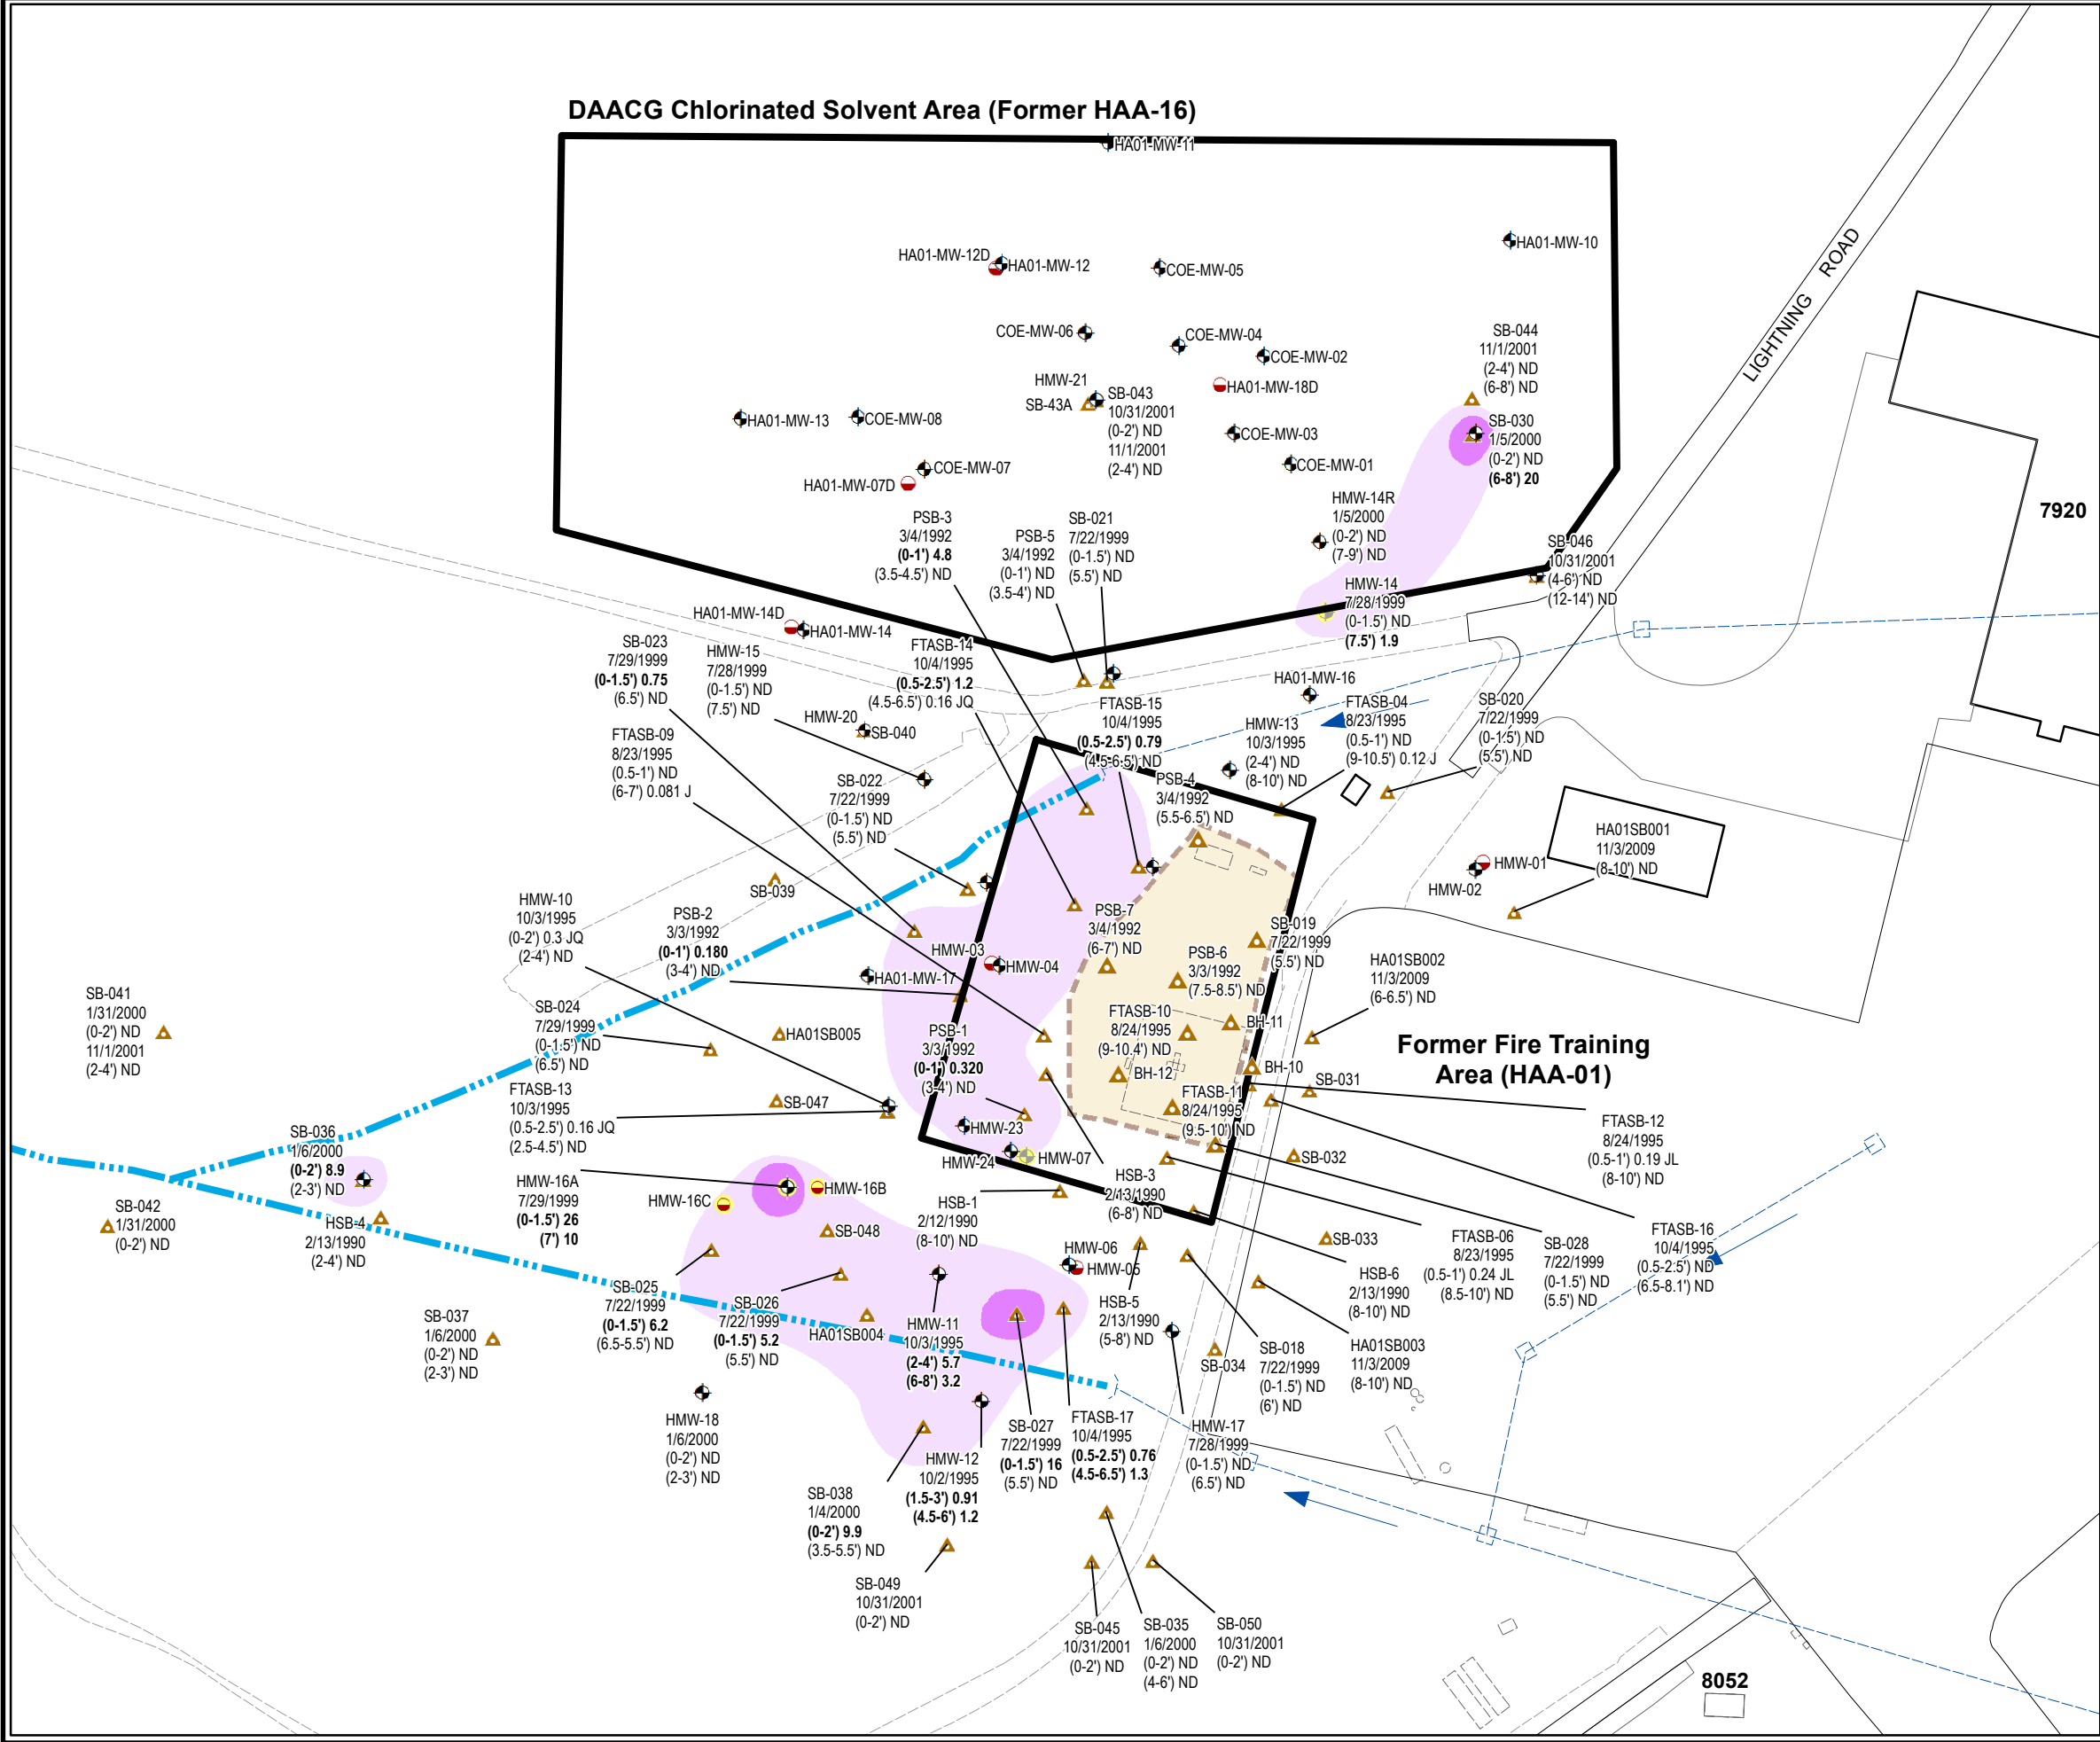 DAACG Chlorinated Solvent Area (Former HAA-16)
HA01-MW-11
HA01-MW-10
HA01-MW-12D
HA01-MW-12
COE-MW-05
COE-MW-06
COE-MW-04
COE-MW-02
HA01-MW-18D
HMW-21
SB-43A
SB-043
10/31/2001
(0-2') ND
11/1/2001
(2-4') ND
SB-044
11/1/2001
(2-4') ND
(6-8') ND
SB-030
1/5/2000
(0-2') ND
(6-8') 20
HA01-MW-13
COE-MW-08
COE-MW-03
COE-MW-07
HA01-MW-07D
COE-MW-01
LIGHTNING ROAD
7920
HMW-14R
1/5/2000
(0-2') ND
(7-9') ND
PSB-3
3/4/1992
(0-1') 4.8
(3.5-4.5') ND
PSB-5
3/4/1992
(0-1') ND
(3.5-4') ND
SB-021
7/22/1999
(0-1.5') ND
(5.5') ND
SB-046
10/31/2001
(4-6') ND
(12-14') ND
HMW-14
7/28/1999
(0-1.5') ND
(7.5') 1.9
HA01-MW-14D
HA01-MW-14
SB-023
7/29/1999
(0-1.5') 0.75
(6.5') ND
HMW-15
7/28/1999
(0-1.5') ND
(7.5') ND
FTASB-14
10/4/1995
(0.5-2.5') 1.2
(4.5-6.5') 0.16 JQ
HA01-MW-16
FTASB-15
10/4/1995
(0.5-2.5') 0.79
(4.5-6.5') ND
HMW-13
10/3/1995
(2-4') ND
(8-10') ND
FTASB-04
8/23/1995
(0.5-1') ND
(9-10.5') 0.12 J
SB-020
7/22/1999
(0-1.5') ND
(5.5') ND
HMW-20
SB-040
FTASB-09
8/23/1995
(0.5-1') ND
(6-7') 0.081 J
SB-022
7/22/1999
(0-1.5') ND
(5.5') ND
PSB-4
3/4/1992
(5.5-6.5') ND
HA01SB001
11/3/2009
(8-10') ND
HMW-01
HMW-02
SB-039
HMW-10
10/3/1995
(0-2') 0.3 JQ
(2-4') ND
PSB-2
3/3/1992
(0-1') 0.180
(3-4') ND
PSB-7
3/4/1992
(6-7') ND
SB-019
7/22/1999
(5.5') ND
HMW-03
HMW-04
HA01-MW-17
PSB-6
3/3/1992
(7.5-8.5') ND
HA01SB002
11/3/2009
(6-6.5') ND
SB-041
1/31/2000
(0-2') ND
11/1/2001
(2-4') ND
SB-024
7/29/1999
(0-1.5') ND
(6.5') ND
HA01SB005
PSB-1
3/3/1992
(0-1') 0.320
(3-4') ND
FTASB-10
8/24/1995
(9-10.4') ND
BH-11
BH-12
BH-10
Former Fire Training
Area (HAA-01)
SB-031
FTASB-13
10/3/1995
(0.5-2.5') 0.16 JQ
(2.5-4.5') ND
SB-047
FTASB-11
8/24/1995
(9.5-10') ND
FTASB-12
8/24/1995
(0.5-1') 0.19 JL
(8-10') ND
HMW-23
HMW-24
HMW-07
SB-032
SB-036
1/6/2000
(0-2') 8.9
(2-3') ND
HMW-16A
7/29/1999
(0-1.5') 26
(7') 10
HMW-16C
HMW-16B
HSB-1
2/12/1990
(8-10') ND
HSB-3
2/13/1990
(6-8') ND
SB-042
1/31/2000
(0-2') ND
HSB-4
2/13/1990
(2-4') ND
SB-048
SB-033
FTASB-06
8/23/1995
(0.5-1') 0.24 JL
(8.5-10') ND
SB-028
7/22/1999
(0-1.5') ND
(5.5') ND
FTASB-16
10/4/1995
(0.5-2.5') ND
(6.5-8.1') ND
HMW-06
HMW-05
HSB-6
2/13/1990
(8-10') ND
SB-025
7/22/1999
(0-1.5') 6.2
(6.5-5.5') ND
SB-026
7/22/1999
(0-1.5') 5.2
(5.5') ND
HA01SB004
HMW-11
10/3/1995
(2-4') 5.7
(6-8') 3.2
HSB-5
2/13/1990
(5-8') ND
SB-037
1/6/2000
(0-2') ND
(2-3') ND
SB-034
SB-018
7/22/1999
(0-1.5') ND
(6') ND
HA01SB003
11/3/2009
(8-10') ND
HMW-18
1/6/2000
(0-2') ND
(2-3') ND
HMW-12
10/2/1995
(1.5-3') 0.91
(4.5-6') 1.2
SB-027
7/22/1999
(0-1.5') 16
(5.5') ND
FTASB-17
10/4/1995
(0.5-2.5') 0.76
(4.5-6.5') 1.3
HMW-17
7/28/1999
(0-1.5') ND
(6.5') ND
SB-038
1/4/2000
(0-2') 9.9
(3.5-5.5') ND
SB-049
10/31/2001
(0-2') ND
SB-045
10/31/2001
(0-2') ND
SB-035
1/6/2000
(0-2') ND
(4-6') ND
SB-050
10/31/2001
(0-2') ND
8052